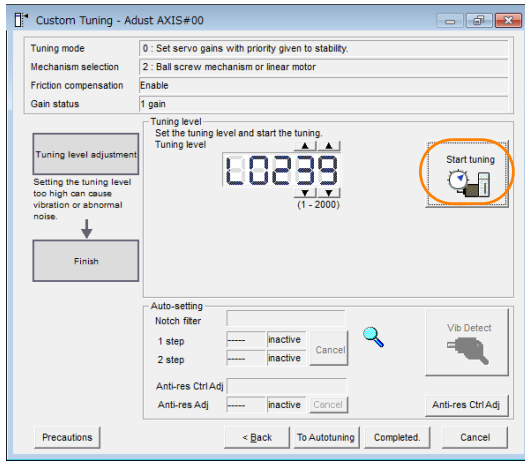 Custom Tuning - Adust AXIS#00
Tuning mode 0 : Set servo gains with priority given to stability.
Mechanism selection 2 : Ball screw mechanism or linear motor
Friction compensation Enable
Gain status 1 gain
Tuning level
Set the tuning level and start the tuning.
Tuning level
L0239
(1 - 2000)
Start tuning
Tuning level adjustment
Setting the tuning level
too high can cause
vibration or abnormal
noise.
Finish
Auto-setting
Notch filter
1 step ----- inactive
2 step ----- inactive
Cancel
Anti-res Ctrl Adj
Anti-res Adj ----- inactive Cancel
Vib Detect
Anti-res Ctrl Adj
Precautions < Back To Autotuning Completed. Cancel